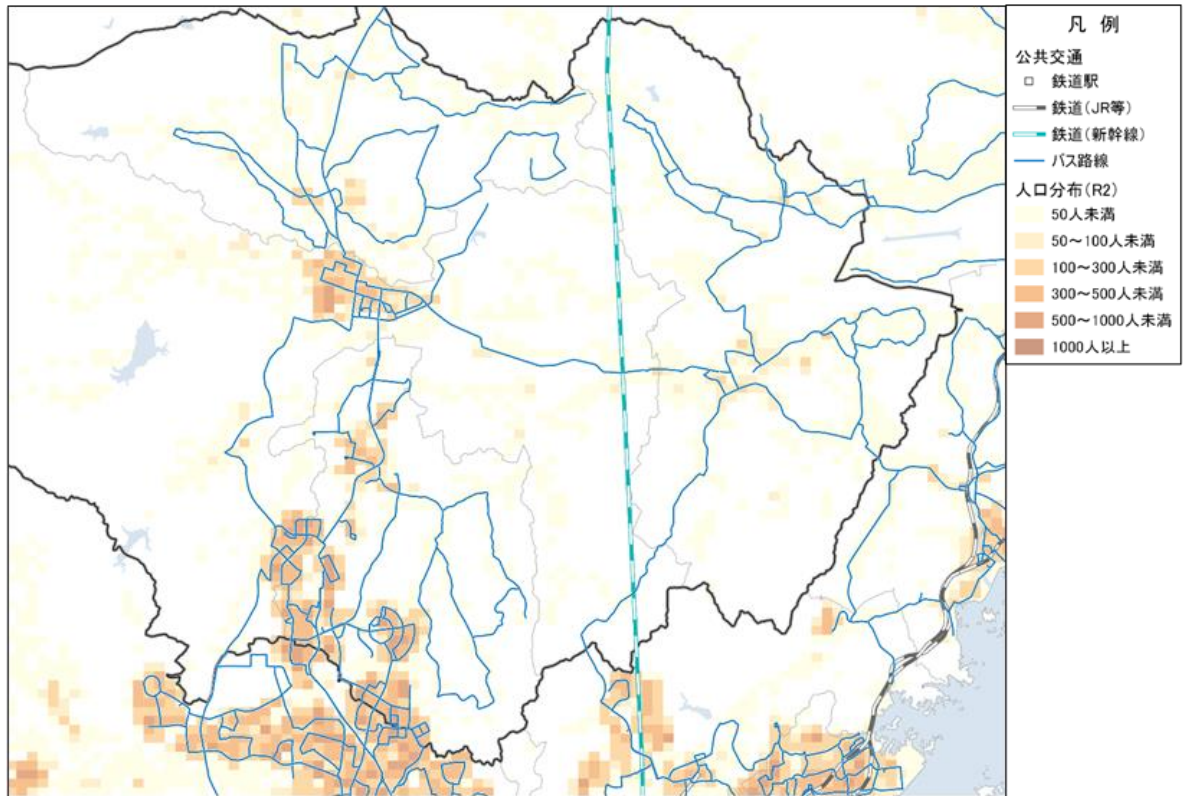 凡 例
公共交通
鉄道駅
鉄道(JR等)
鉄道(新幹線)
バス路線
人口分布(R2)
50人未満
50～100人未満
100～300人未満
300～500人未満
500～1000人未満
1000人以上